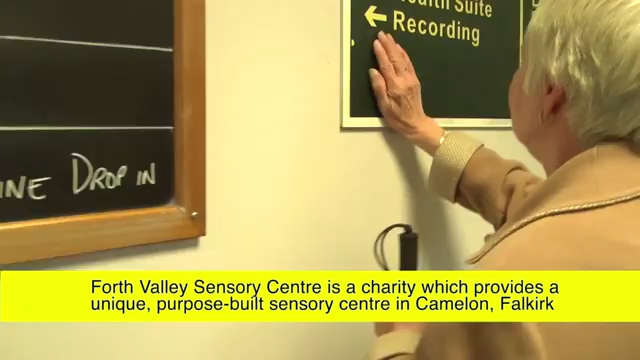 Suite
Recording
DROP IN
Forth Valley Sensory Centre is a charity which provides a
unique, purpose-built sensory centre in Camelon, Falkirk